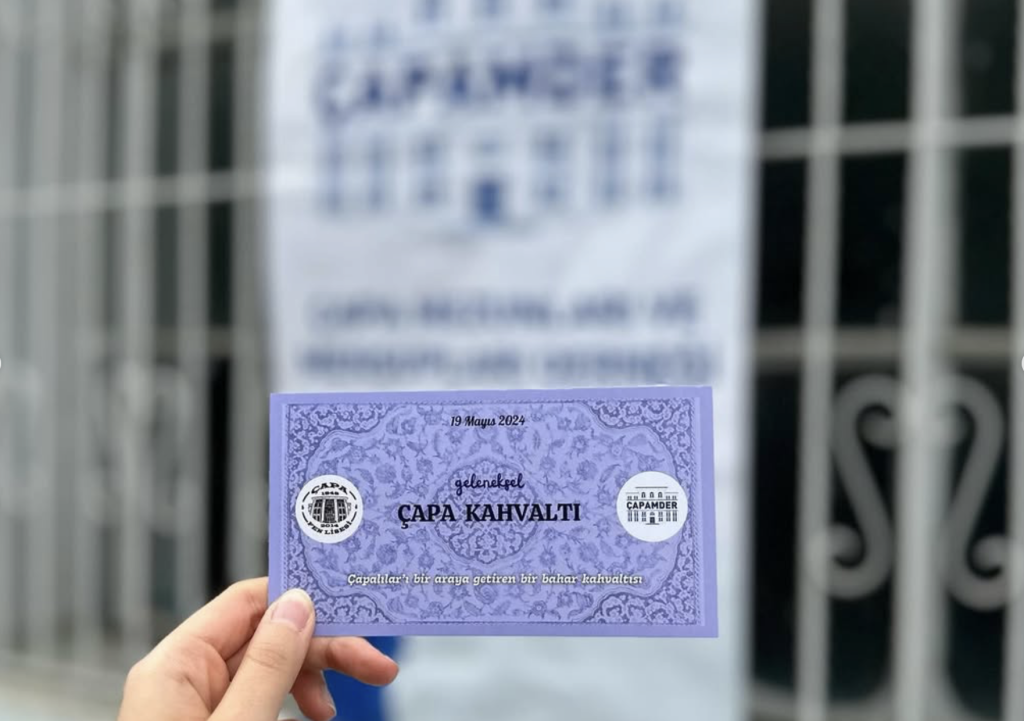 ÇAPAMDER
19 Mayıs 2024
geleneksel
ÇAPA KAHVALTI
Çapalılar'ı bir araya getiren bir bahar kahvaltısı
ÇAPA
FEN LİSESİ
ÇAPAMDER